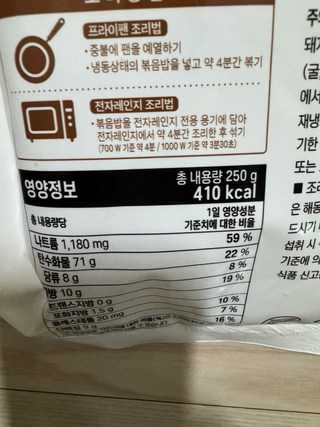 프라이팬 조리법
· 중불에 팬을 예열하기
· 냉동상태의 볶음밥을 넣고 약 4분간 볶기
전자레인지 조리법
· 볶음밥을 전자레인지 전용 용기에 담아
전자레인지에서 약 4분간 조리한 후 섞기
(700 W 기준 약 4분 / 1000 W 기준 약 3분30초)
영양정보
총 내용량 250 g
410 kcal
총 내용량당
1일 영양성분
기준치에 대한 비율
나트륨 1,180 mg 59 %
탄수화물 71 g 22 %
당류 8 g 8 %
지방 10 g 19 %
트랜스지방 0 g
포화지방 1.5 g 10 %
콜레스테롤 20 mg 7 %
단백질 9 g 16 %
돼지
(굴
에서
재냉
기한
또는
■ 조리
은 해동
드시기
섭취 시
기준에 의
식품 신고